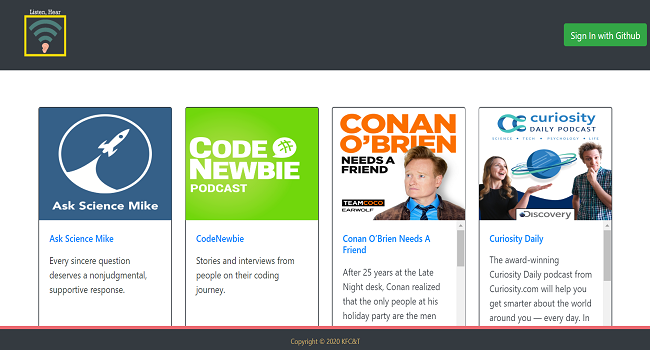 Listen, Hear
Sign In with Github
Ask Science Mike
CODE
NEWBIE
PODCAST
CONAN
O'BRIEN
NEEDS A
FRIEND
TEAMCOCO
EARWOLF
curiosity
DAILY PODCAST
SCIENCE • TECH • PSYCHOLOGY • LIFE
Discovery
Ask Science Mike
Every sincere question
deserves a nonjudgmental,
supportive response.
CodeNewbie
Stories and interviews from
people on their coding
journey.
Conan O'Brien Needs A
Friend
After 25 years at the Late
Night desk, Conan realized
that the only people at his
holiday party are the men
Curiosity Daily
The award-winning
Curiosity Daily podcast from
Curiosity.com will help you
get smarter about the world
around you — every day. In
Copyright © 2020 KFC&T